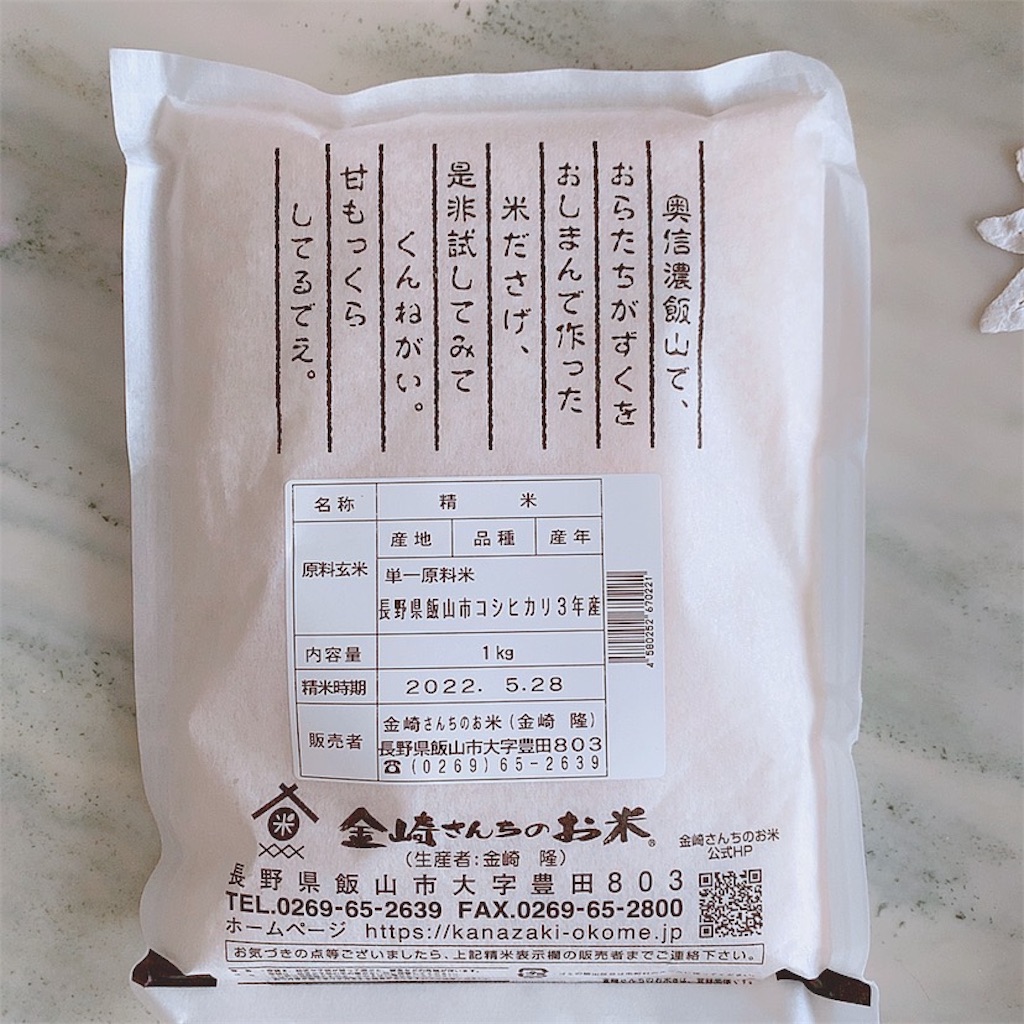 奥信濃飯山で、
おらたちがずくを
おしまんで作った
米ださげ、
是非試してみて
くんねがい。
甘もっくら
してるでえ。
名称 精 米
原料玄米 産地 品種 産年
単一原料米
長野県飯山市コシヒカリ3年産
内容量 1kg
精米時期 2022. 5.28
販売者 金崎さんちのお米(金崎 隆)
長野県飯山市大字豊田803
☎(0269)65-2639
4 580252 670221
米
金崎さんちのお米®
(生産者:金崎 隆)
金崎さんちのお米
公式HP
長野県飯山市大字豊田803
TEL.0269-65-2639 FAX.0269-65-2800
ホームページ https://kanazaki-okome.jp
お気づきの点等ございましたら、上記精米表示欄の販売者までご連絡下さい。